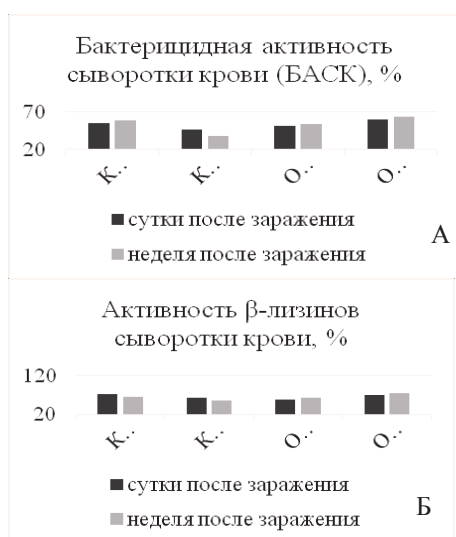 Бактерицидная активность
сыворотки крови (БАСК), %
70
20
К..
К..
О..
О..
сутки после заражения
неделя после заражения
А
Активность β-лизинов
сыворотки крови, %
120
20
К..
К..
О..
О..
сутки после заражения
неделя после заражения
Б